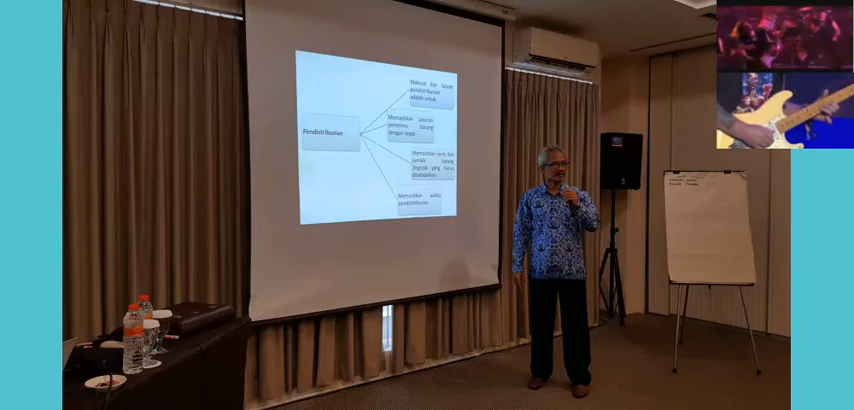 Pendistribusian
Maksud dan tujuan
pendistribusian
adalah untuk:
Memastikan sasaran
penerima barang
dengan tepat
Memastikan jenis dan
jumlah barang
/logistik yang harus
disampaikan
Memastikan waktu
pendistribusian